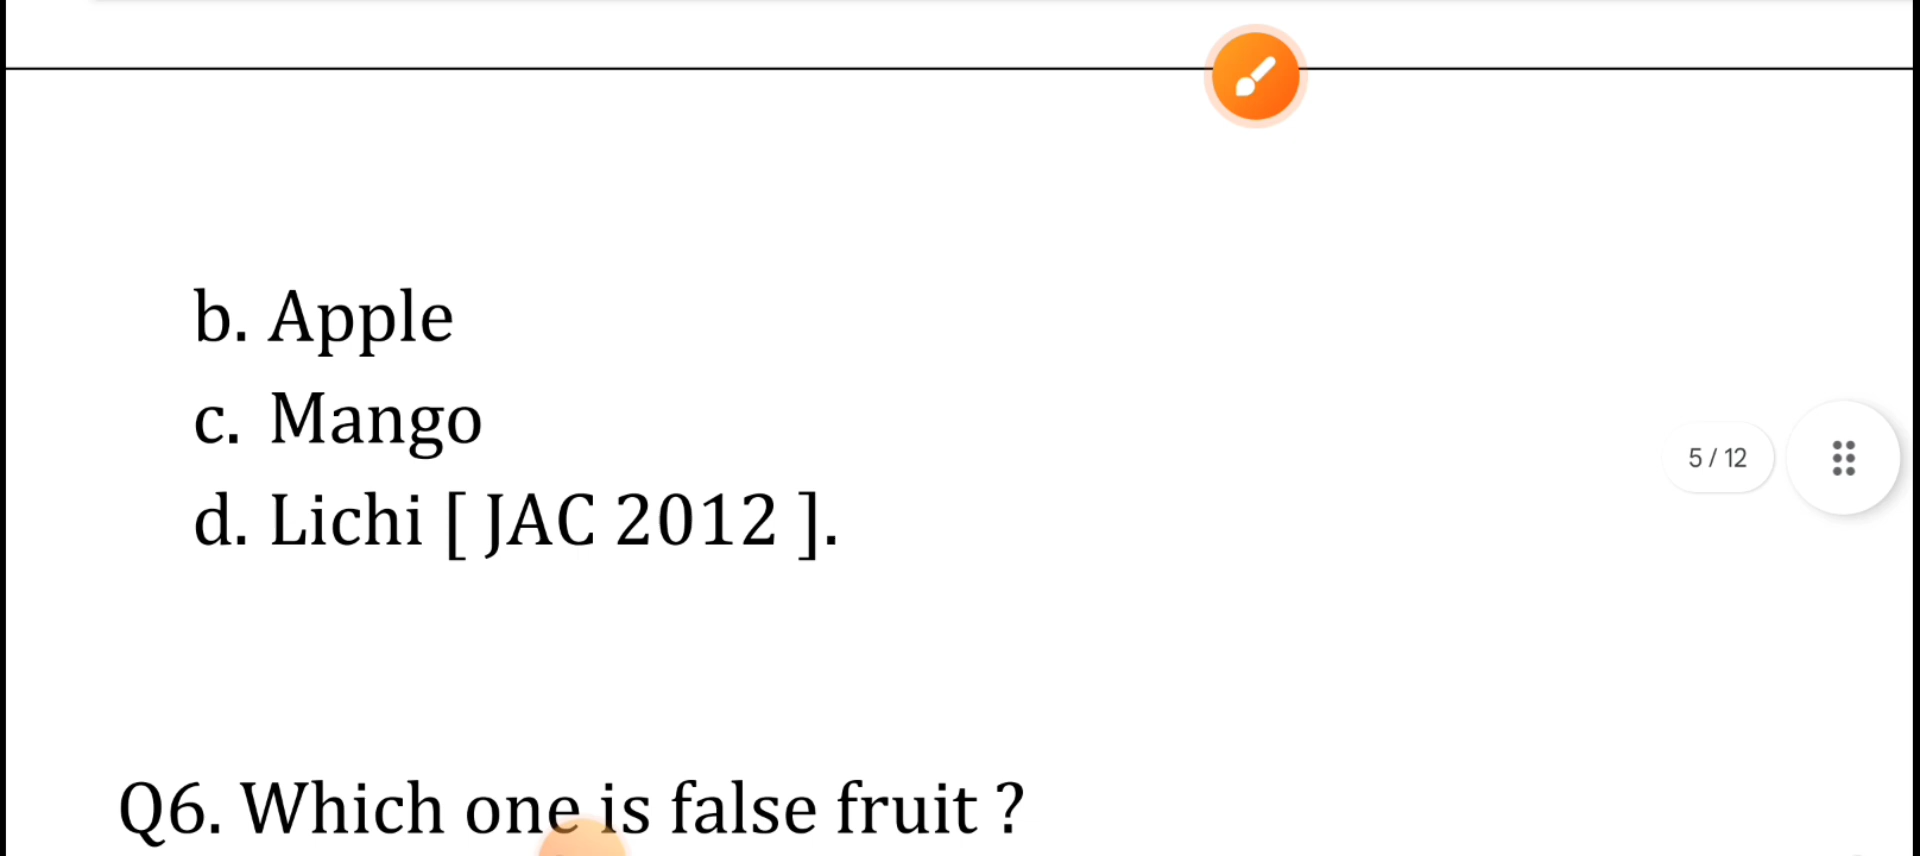 b. Apple
c. Mango
5 / 12
d. Lichi [ JAC 2012 ].
Q6. Which one is false fruit ?